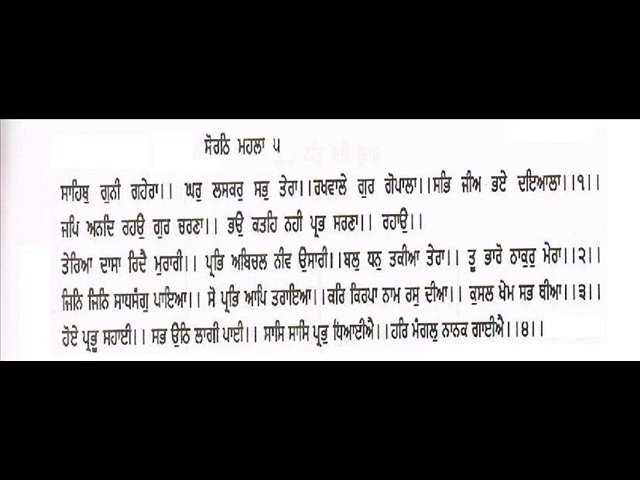 ਸੋਰਠਿ ਮਹਲਾ ੫
ਸਾਹਿਬੁ ਗੁਨੀ ਗਹੇਰਾ।। ਘਰੁ ਲਸਕਰੁ ਸਭੁ ਤੇਰਾ।।ਰਖਵਾਲੇ ਗੁਰ ਗੋਪਾਲਾ।।ਸਭਿ ਜੀਅ ਭਏ ਦਇਆਲਾ।।੧।।
ਜਪਿ ਅਨਦਿ ਰਹਉ ਗੁਰ ਚਰਣਾ।। ਭਉ ਕਤਹਿ ਨਹੀ ਪ੍ਰਭ ਸਰਣਾ।। ਰਹਾਉ।।
ਤੇਰਿਆ ਦਾਸਾ ਰਿਦੈ ਮੁਰਾਰੀ।। ਪ੍ਰਭਿ ਅਬਿਚਲ ਨੀਵ ਉਸਾਰੀ।।ਬਲੁ ਧਨੁ ਤਕੀਆ ਤੇਰਾ।। ਤੂ ਭਾਰੋ ਠਾਕੁਰੁ ਮੇਰਾ।।੨।।
ਜਿਨਿ ਜਿਨਿ ਸਾਧਸੰਗੁ ਪਾਇਆ।। ਸੋ ਪ੍ਰਭਿ ਆਪਿ ਤਰਾਇਆ।।ਕਰਿ ਕਿਰਪਾ ਨਾਮ ਰਸੁ ਦੀਆ।। ਕੁਸਲ ਖੇਮ ਸਭ ਥੀਆ।।੩।।
ਹੋਏ ਪ੍ਰਭੂ ਸਹਾਈ।। ਸਭ ਉਠਿ ਲਾਗੀ ਪਾਈ।। ਸਾਸਿ ਸਾਸਿ ਪ੍ਰਭੁ ਧਿਆਈਐ।।ਹਰਿ ਮੰਗਲੁ ਨਾਨਕ ਗਾਈਐ।।੪।।